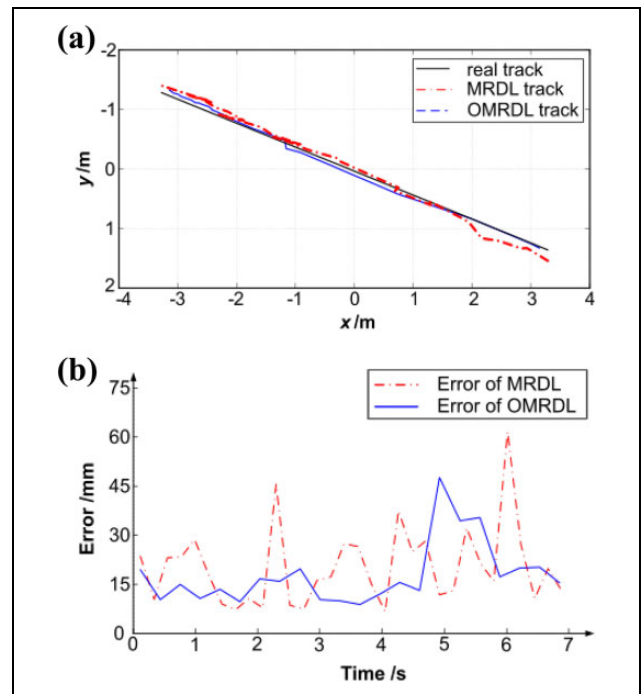 (a)
-2
-1
0
1
2
y/m
-4 -3 -2 -1 0 1 2 3 4
x/m
real track
MRDL track
OMRDL track
(b)
75
60
45
30
15
0
Error /mm
0 1 2 3 4 5 6 7
Time /s
Error of MRDL
Error of OMRDL